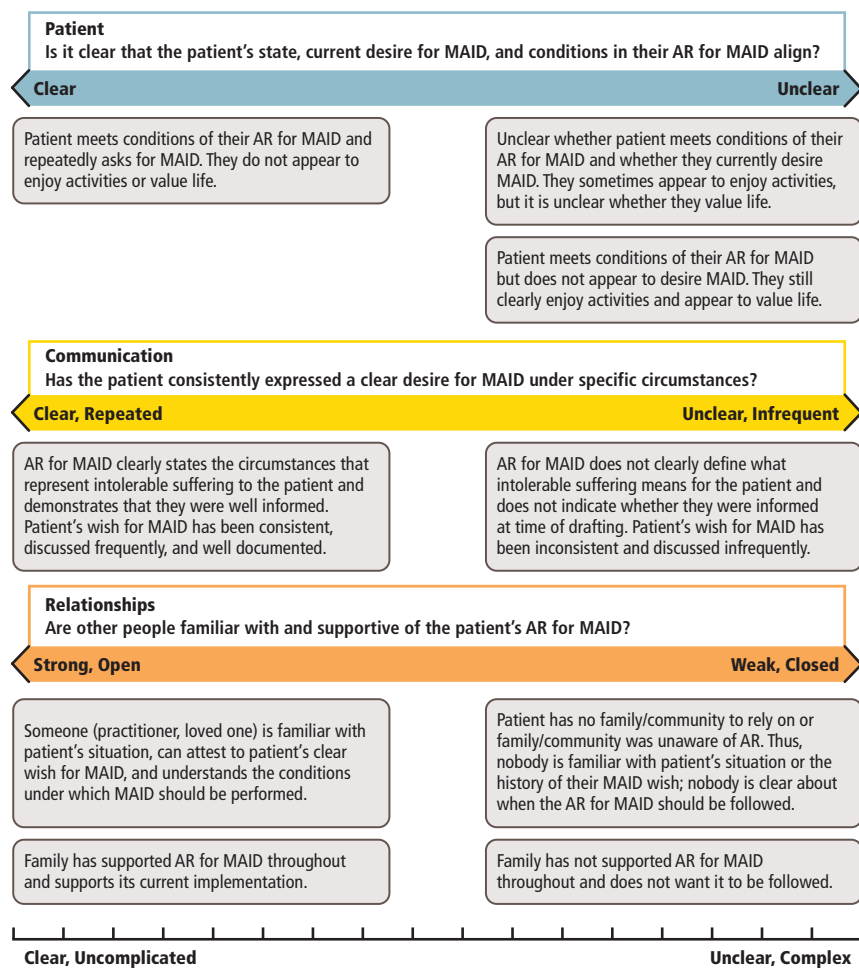 Patient
Is it clear that the patient's state, current desire for MAID, and conditions in their AR for MAID align?
Clear
Unclear
Patient meets conditions of their AR for MAID and
repeatedly asks for MAID. They do not appear to
enjoy activities or value life.
Unclear whether patient meets conditions of their
AR for MAID and whether they currently desire
MAID. They sometimes appear to enjoy activities,
but it is unclear whether they value life.
Patient meets conditions of their AR for MAID
but does not appear to desire MAID. They still
clearly enjoy activities and appear to value life.
Communication
Has the patient consistently expressed a clear desire for MAID under specific circumstances?
Clear, Repeated
Unclear, Infrequent
AR for MAID clearly states the circumstances that
represent intolerable suffering to the patient and
demonstrates that they were well informed.
Patient's wish for MAID has been consistent,
discussed frequently, and well documented.
AR for MAID does not clearly define what
intolerable suffering means for the patient and
does not indicate whether they were informed
at time of drafting. Patient's wish for MAID has
been inconsistent and discussed infrequently.
Relationships
Are other people familiar with and supportive of the patient's AR for MAID?
Strong, Open
Weak, Closed
Someone (practitioner, loved one) is familiar with
patient's situation, can attest to patient's clear
wish for MAID, and understands the conditions
under which MAID should be performed.
Patient has no family/community to rely on or
family/community was unaware of AR. Thus,
nobody is familiar with patient's situation or the
history of their MAID wish; nobody is clear about
when the AR for MAID should be followed.
Family has supported AR for MAID throughout
and supports its current implementation.
Family has not supported AR for MAID
throughout and does not want it to be followed.
Clear, Uncomplicated
Unclear, Complex